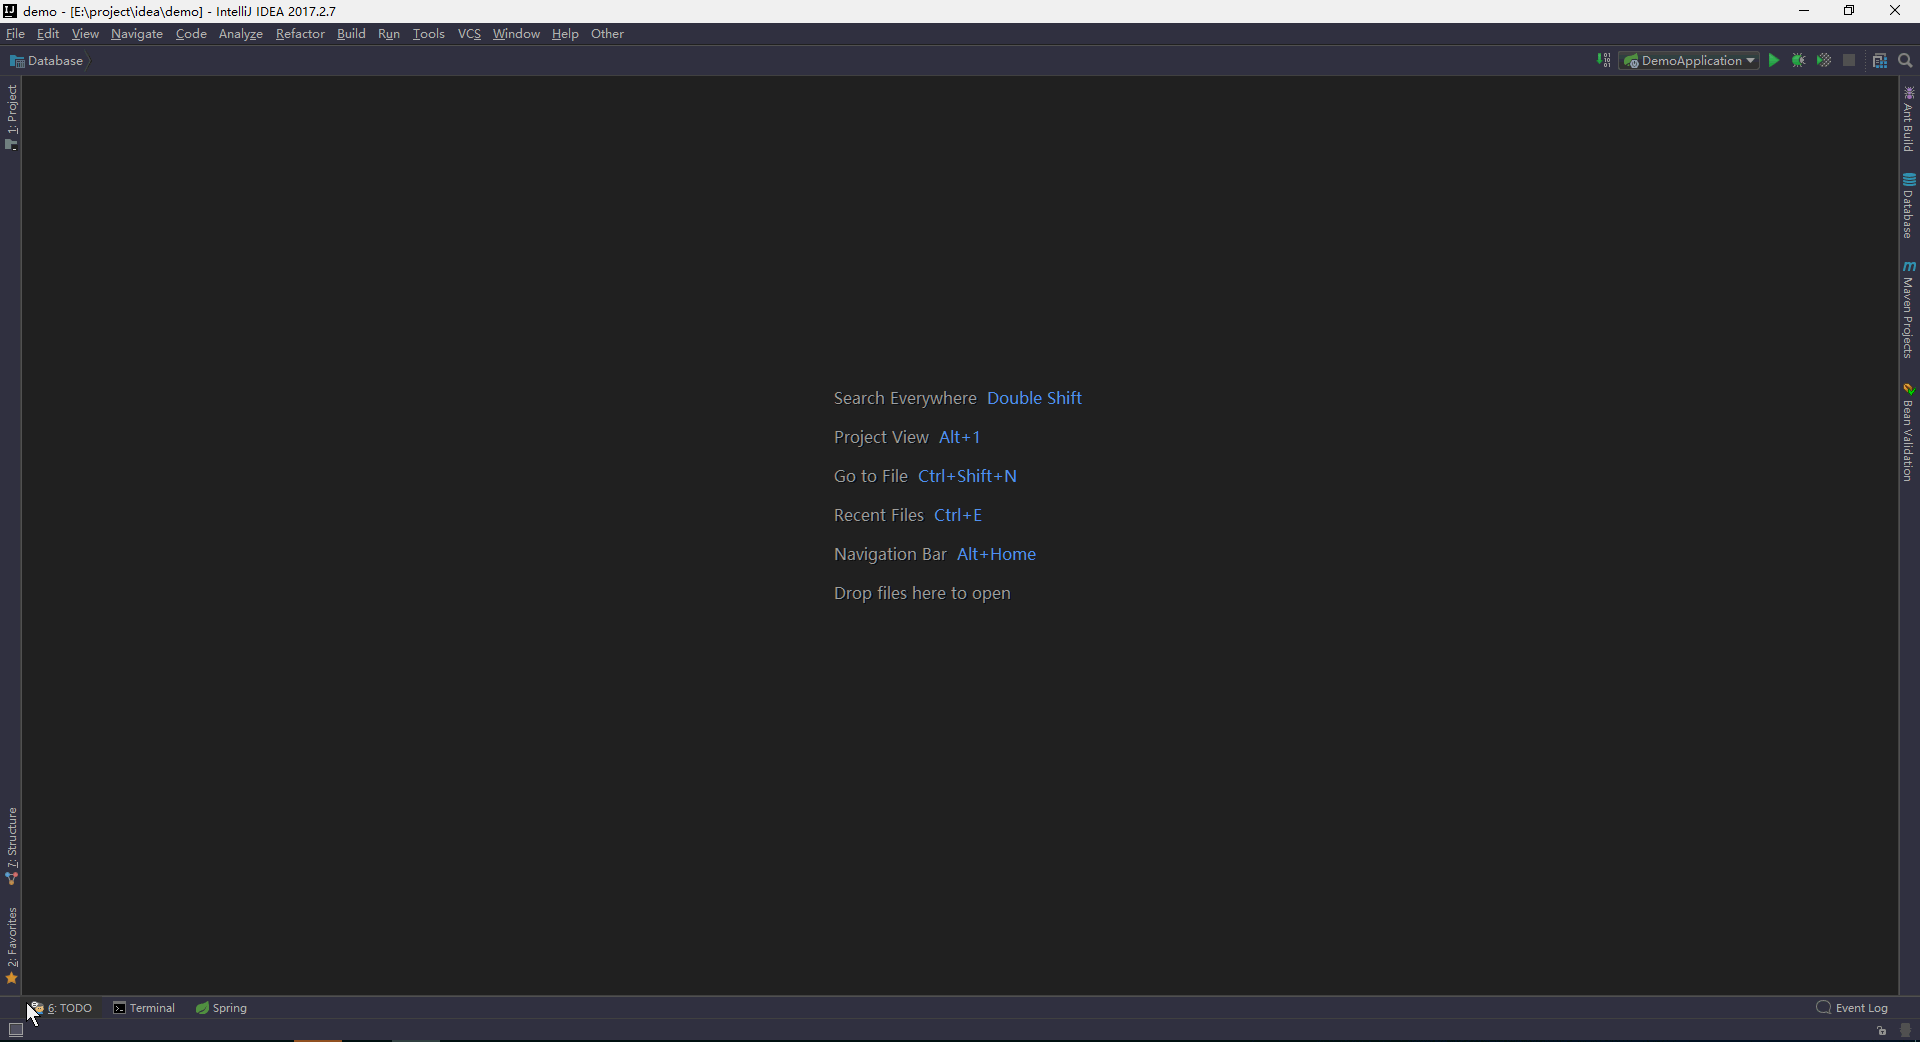 demo - [E:\project\idea\demo] - IntelliJ IDEA 2017.2.7
File Edit View Navigate Code Analyze Refactor Build Run Tools VCS Window Help Other
Database
DemoApplication
1: Project
Ant Build
Database
Maven Projects
Bean Validation
Search Everywhere Double Shift
Project View Alt+1
Go to File Ctrl+Shift+N
Recent Files Ctrl+E
Navigation Bar Alt+Home
Drop files here to open
7: Structure
2: Favorites
6: TODO Terminal Spring Event Log